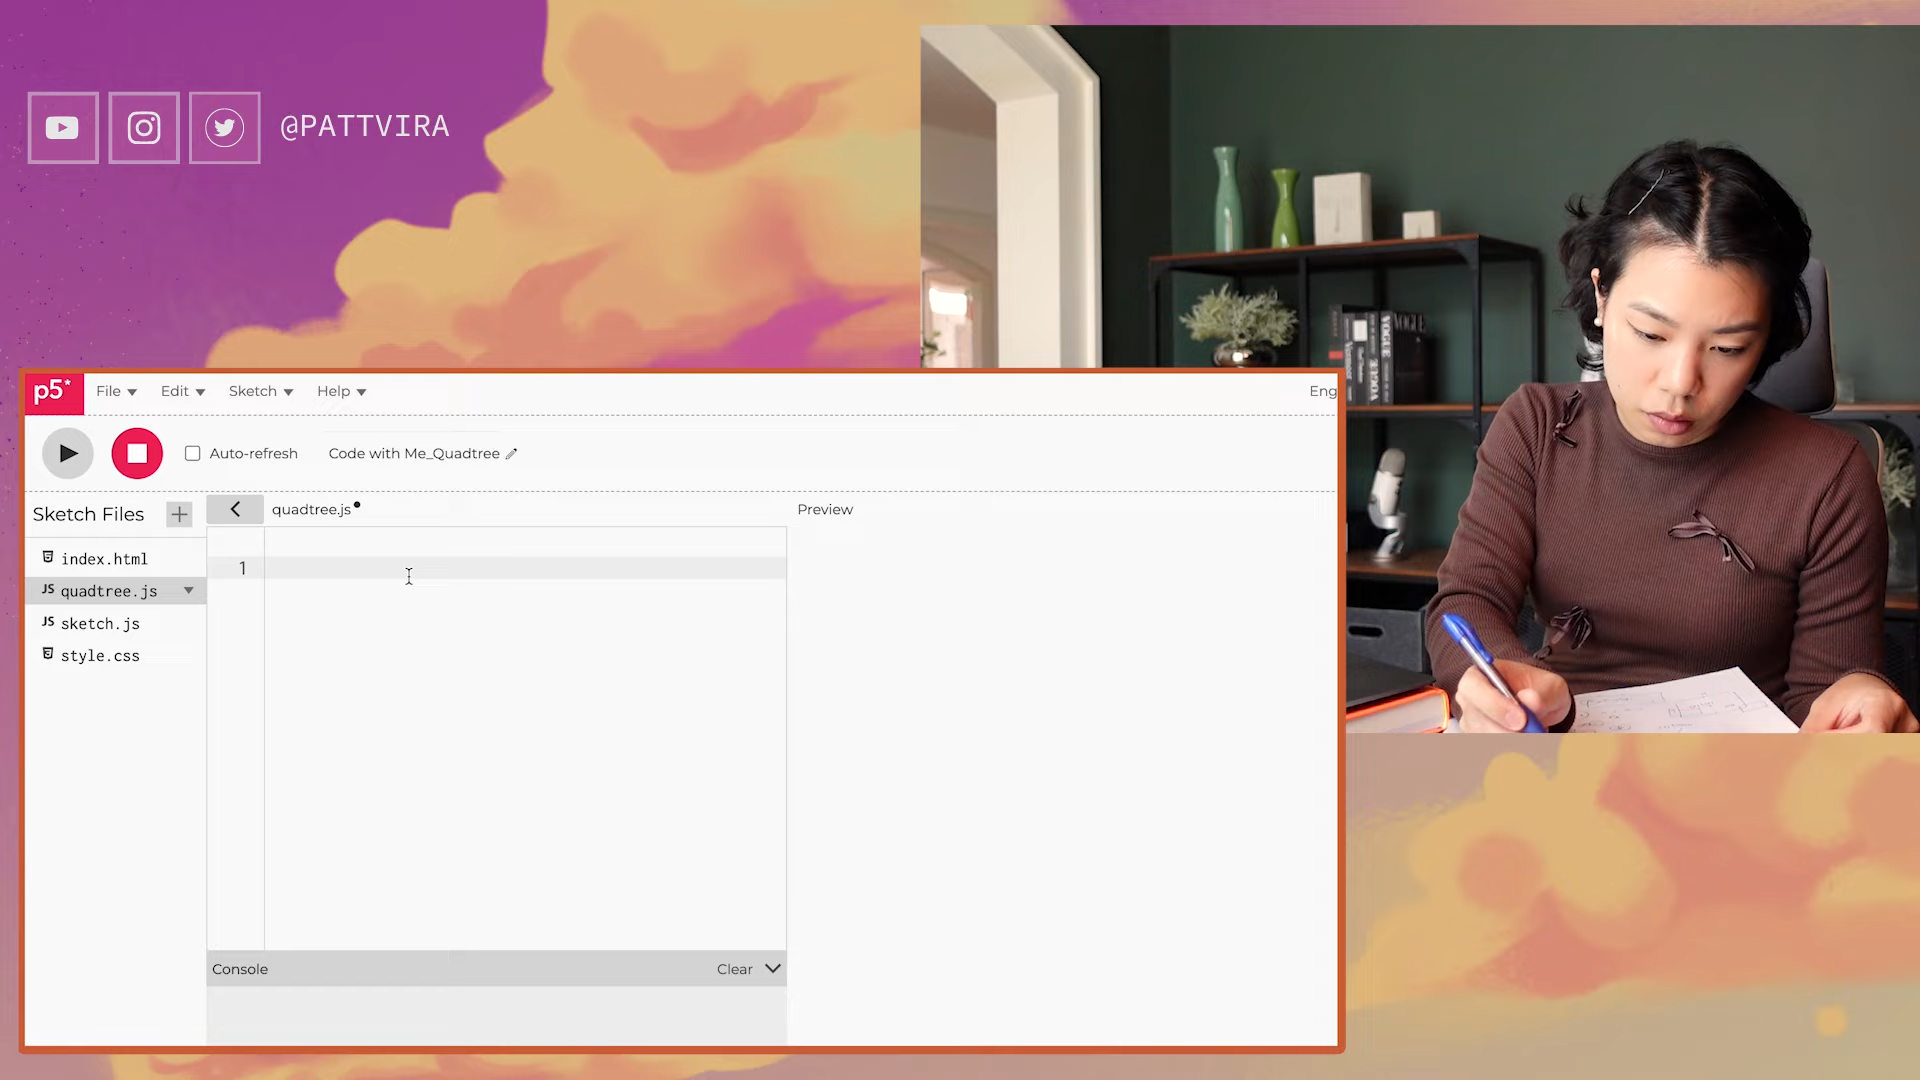 @PATTVIRA
p5*
File
Edit
Sketch
Help
Eng
Auto-refresh
Code with Me_Quadtree
Sketch Files
+
quadtree.js
Preview
index.html
JS quadtree.js
JS sketch.js
style.css
1
Console
Clear
VOGUE
VOGUE